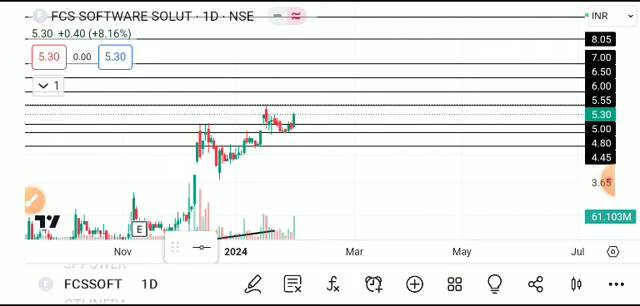 F FCS SOFTWARE SOLUT · 1D · NSE
INR
5.30 +0.40 (+8.16%)
5.30 0.00 5.30
1
8.05
7.00
6.50
6.00
5.55
5.30
5.00
4.80
4.45
3.65
61.103M
E
Nov 2024 Mar May Jul
SPPOWER
F FCSSOFT 1D